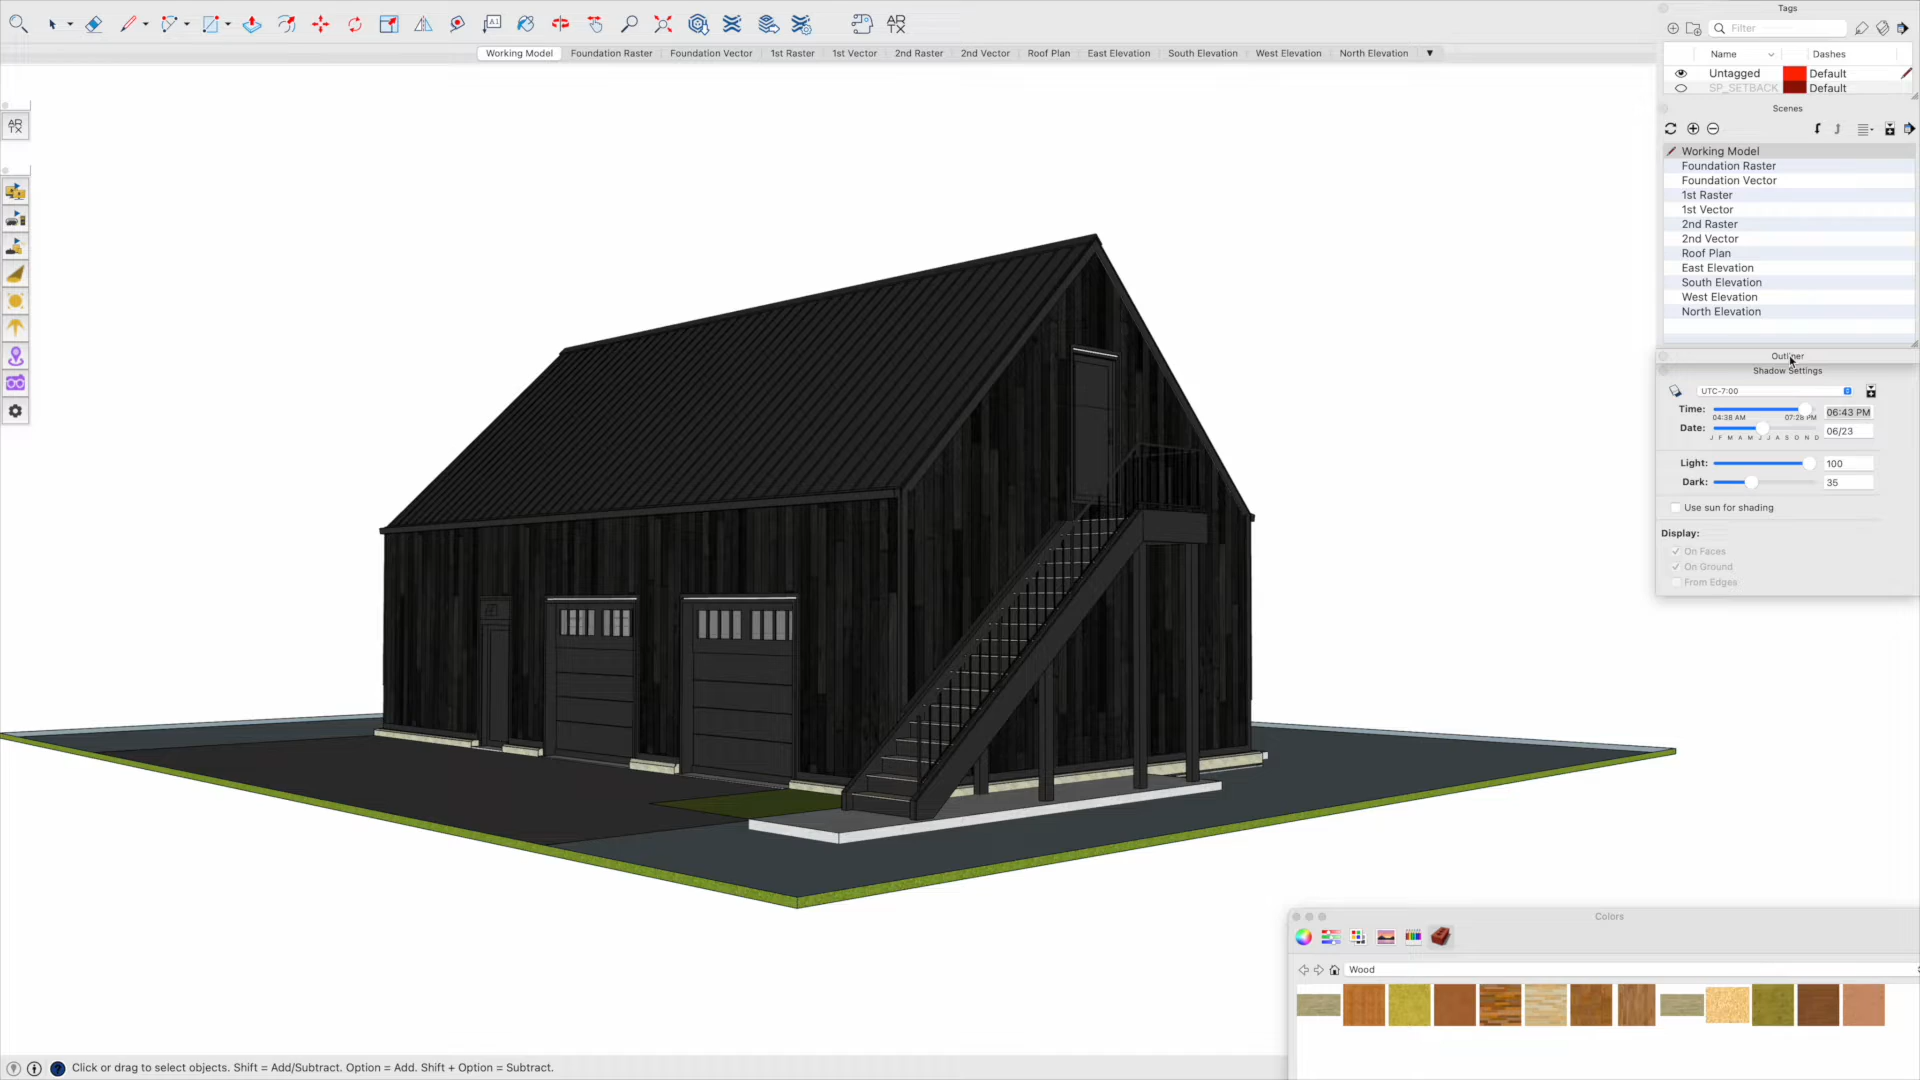 Tags
Filter
Name Dashes
Untagged Default
SP_SETBACK Default
A1
AR
TX
Working Model Foundation Raster Foundation Vector 1st Raster 1st Vector 2nd Raster 2nd Vector Roof Plan East Elevation South Elevation West Elevation North Elevation
AR
TX
Scenes
Working Model
Foundation Raster
Foundation Vector
1st Raster
1st Vector
2nd Raster
2nd Vector
Roof Plan
East Elevation
South Elevation
West Elevation
North Elevation
Outliner
Shadow Settings
UTC-7:00
Time: 06:43 PM
04:38 AM 07:28 PM
Date: 06/23
J F M A M J J A S O N D
Light: 100
Dark: 35
Use sun for shading
Display:
On Faces
On Ground
From Edges
Colors
Wood
Click or drag to select objects. Shift = Add/Subtract. Option = Add. Shift + Option = Subtract.